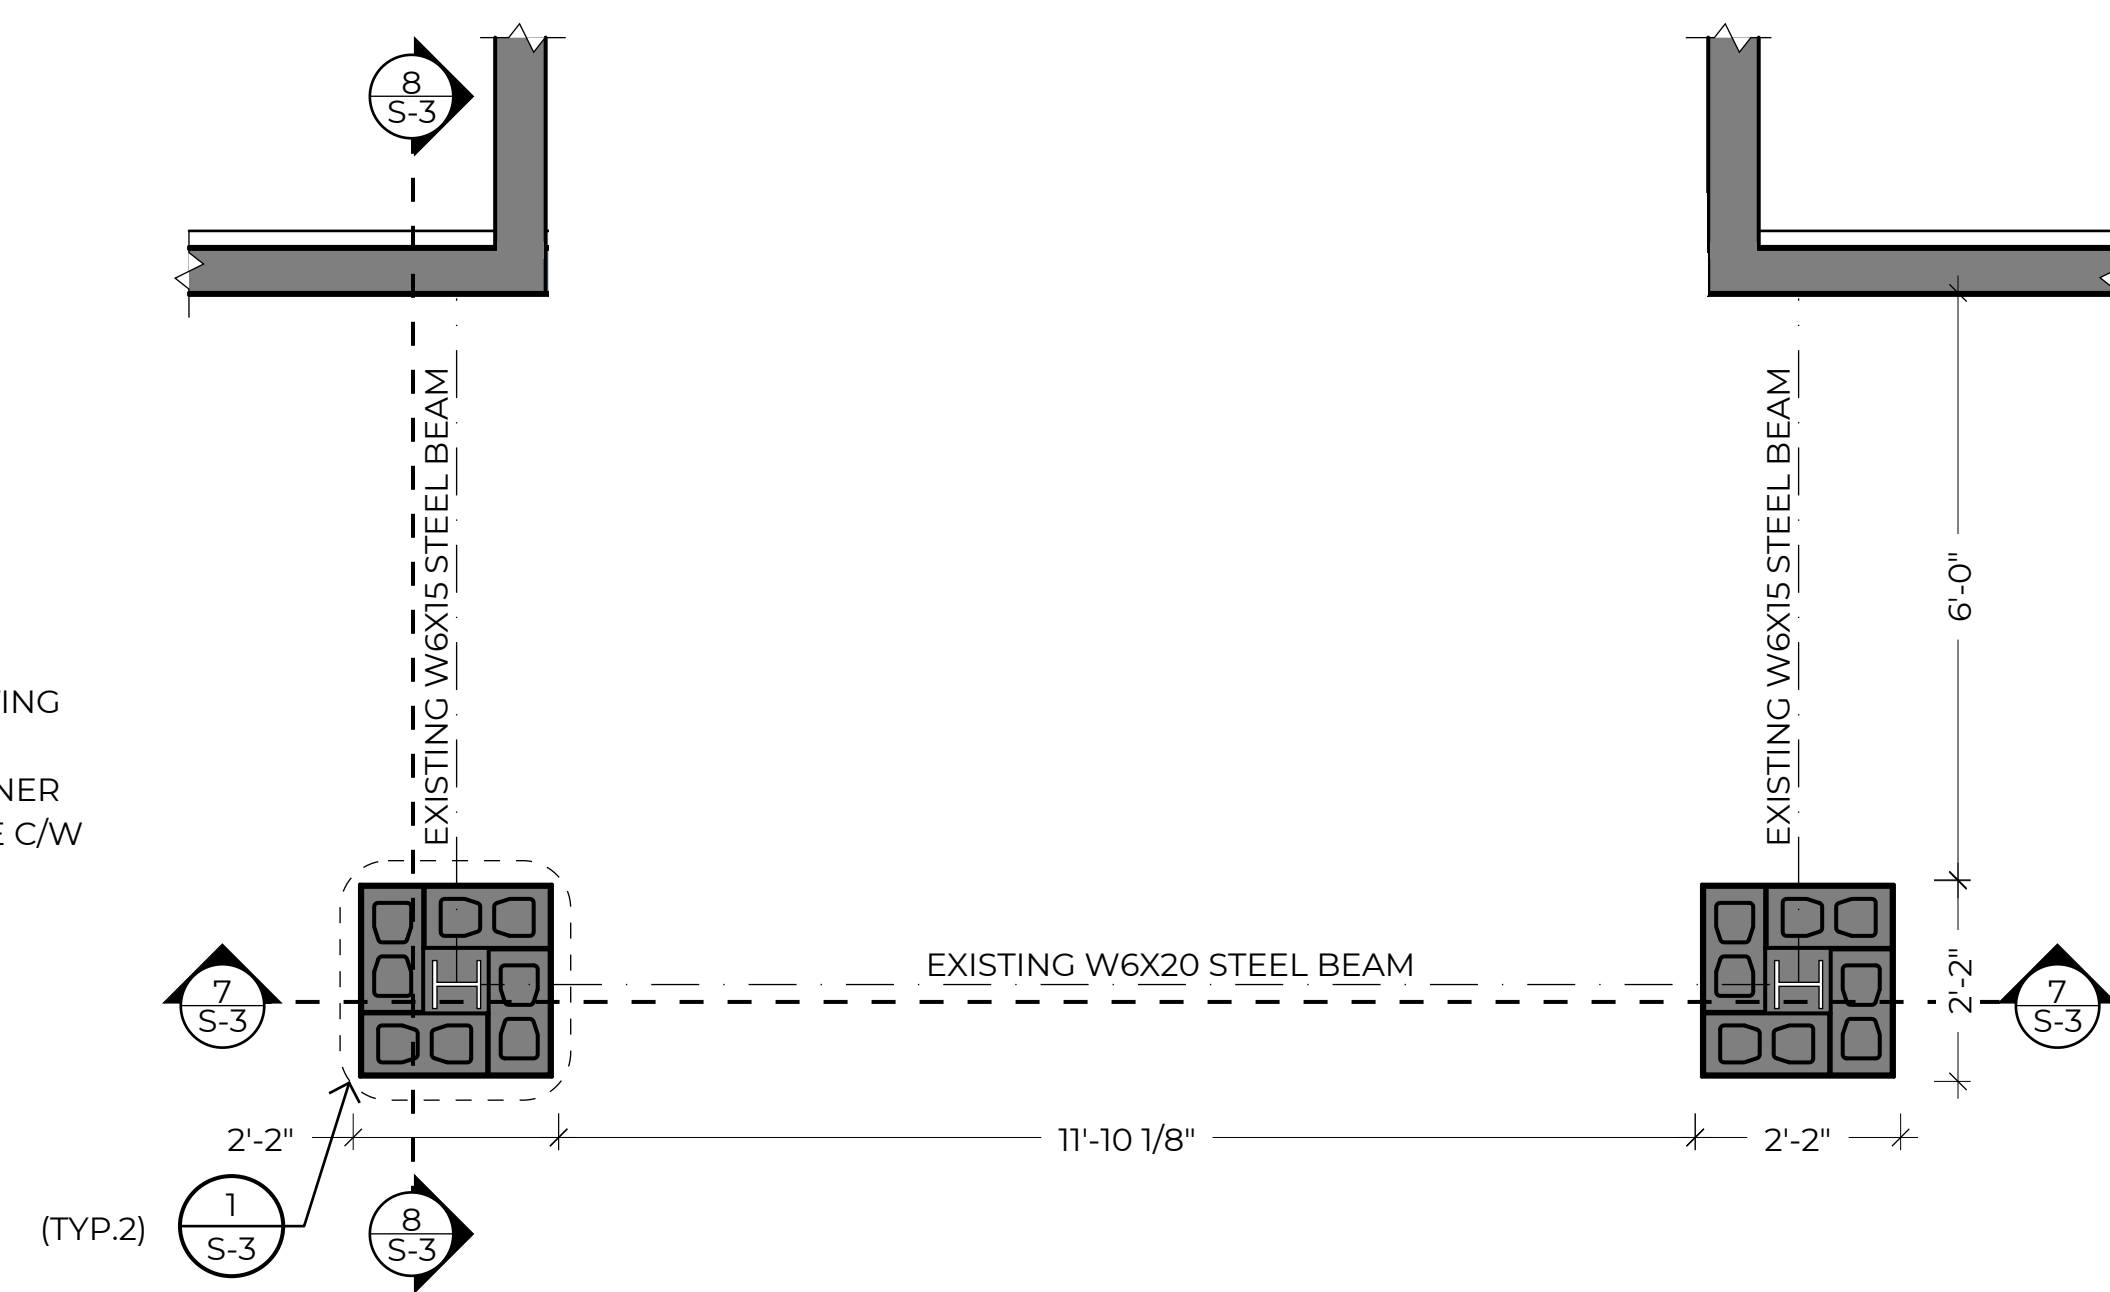 8
S-3
EXISTING W6X15 STEEL BEAM
EXISTING W6X15 STEEL BEAM
6'-0"
TING
NER
E C/W
EXISTING W6X20 STEEL BEAM
7
S-3
2'-2"
7
S-3
2'-2"
11'-10 1/8"
2'-2"
(TYP.2)
1
S-3
8
S-3